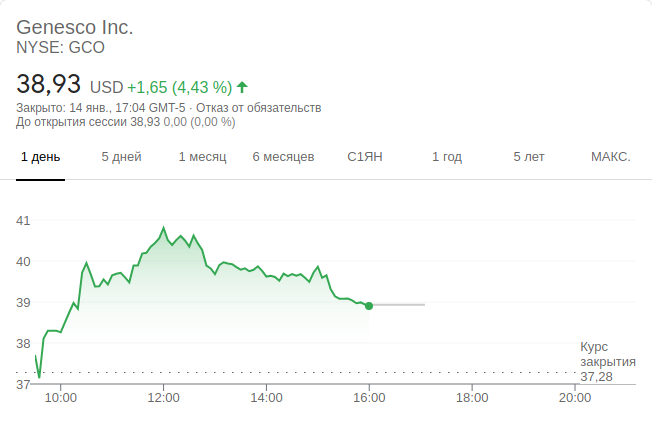 Genesco Inc.
NYSE: GCO
38,93 USD +1,65 (4,43 %)
Закрыто: 14 янв., 17:04 GMT-5 · Отказ от обязательств
До открытия сессии 38,93 0,00 (0,00 %)
1 день 5 дней 1 месяц 6 месяцев С1ЯН 1 год 5 лет МАКС.
41
40
39
38
37
Курс
закрытия
37,28
10:00 12:00 14:00 16:00 18:00 20:00